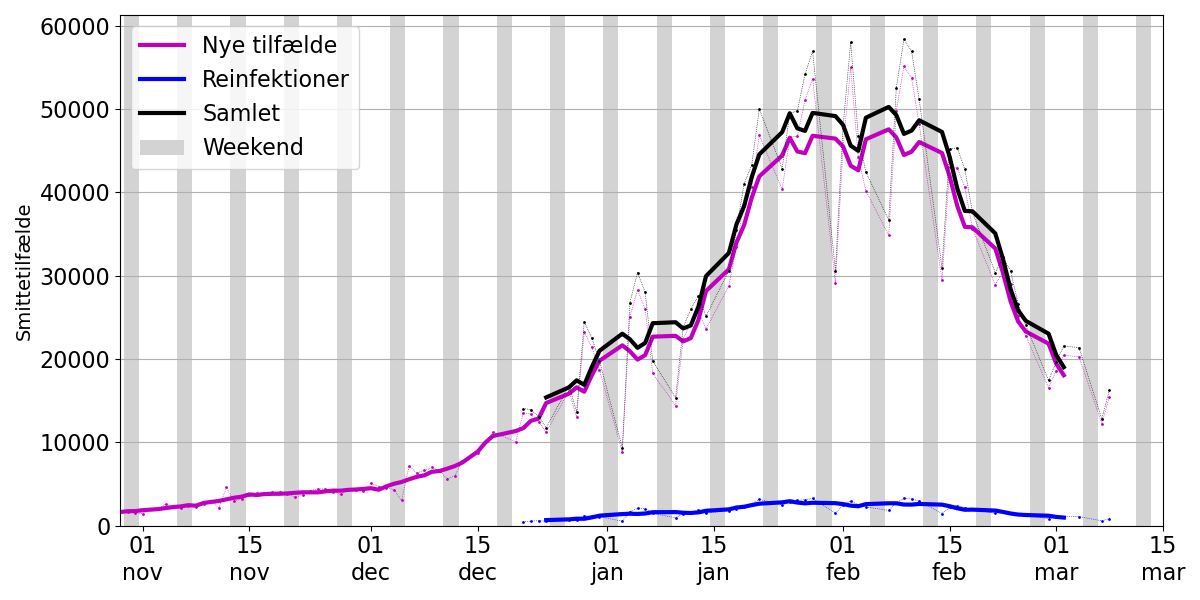 60000
50000
40000
30000
20000
10000
0
Smittetilfælde
Nye tilfælde
Reinfektioner
Samlet
Weekend
01 15 01 15 01 15 01 15 01 15
nov nov dec dec jan jan feb feb mar mar